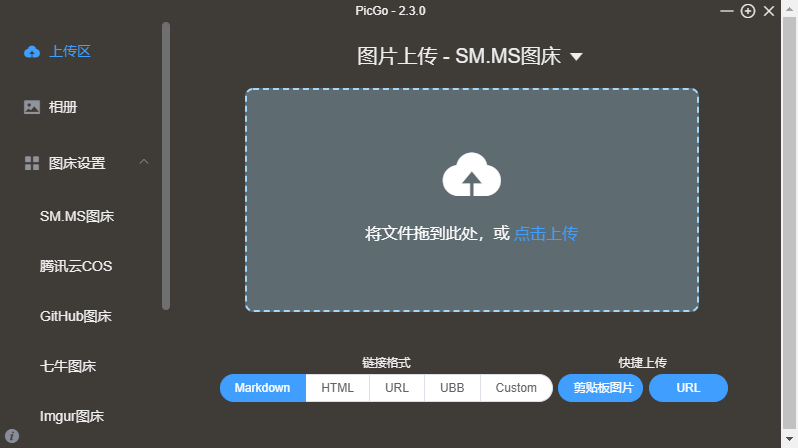 PicGo - 2.3.0
上传区
相册
图床设置
SM.MS图床
腾讯云COS
GitHub图床
七牛图床
Imgur图床
图片上传 - SM.MS图床
将文件拖到此处，或 点击上传
链接格式
Markdown HTML URL UBB Custom
快捷上传
剪贴板图片 URL